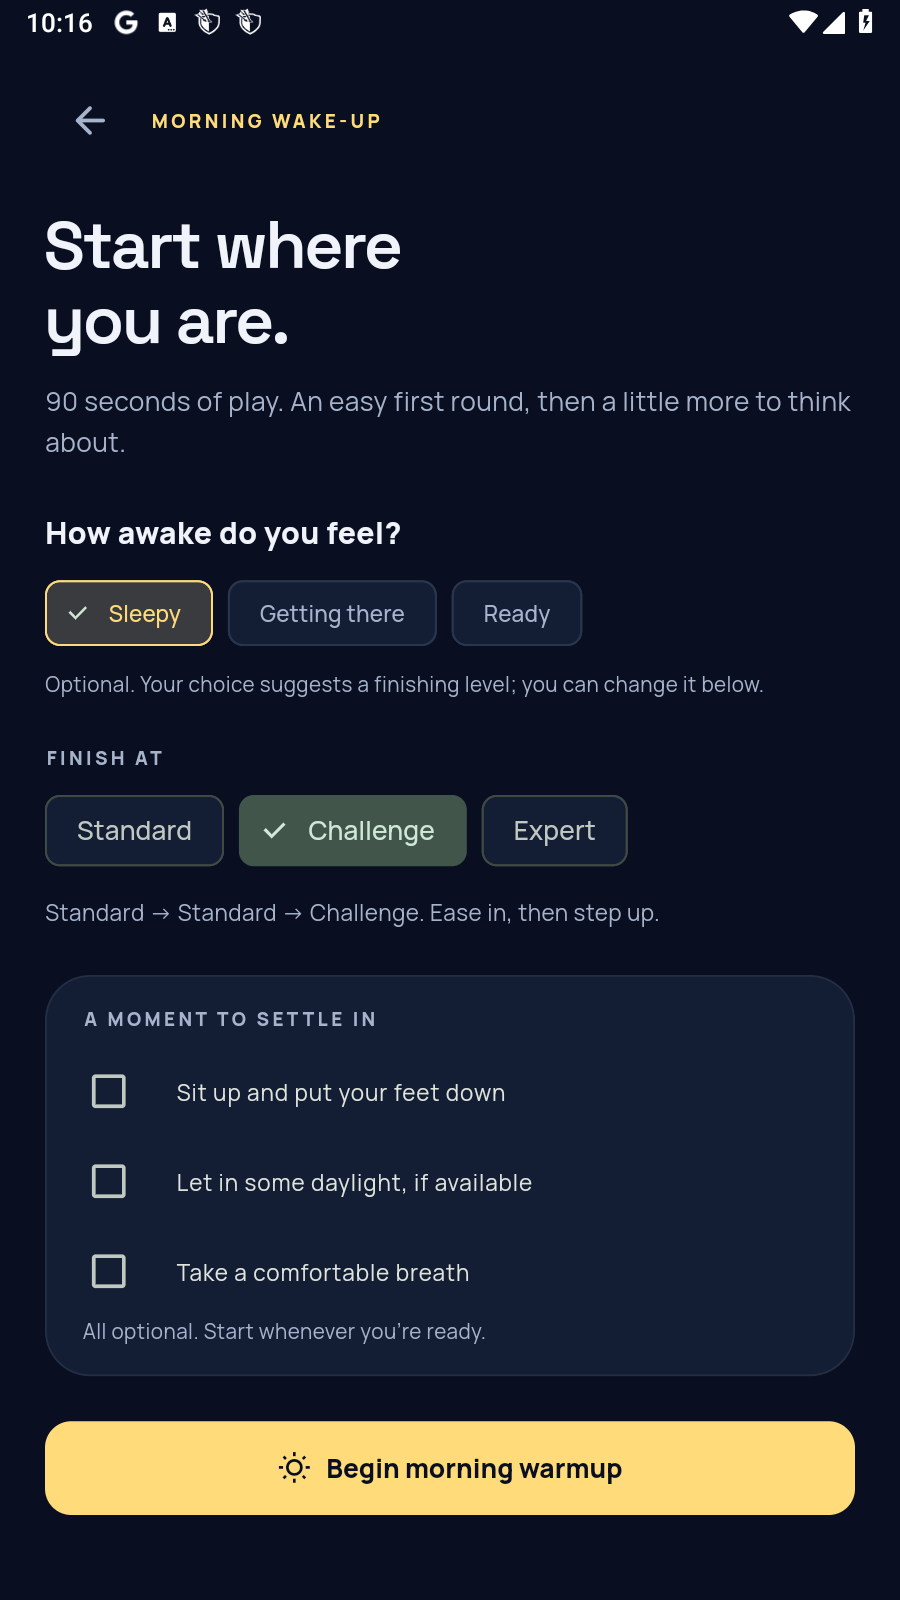 10:16
MORNING WAKE-UP
Start where
you are.
90 seconds of play. An easy first round, then a little more to think
about.
How awake do you feel?
Sleepy
Getting there
Ready
Optional. Your choice suggests a finishing level; you can change it below.
FINISH AT
Standard
Challenge
Expert
Standard → Standard → Challenge. Ease in, then step up.
A MOMENT TO SETTLE IN
Sit up and put your feet down
Let in some daylight, if available
Take a comfortable breath
All optional. Start whenever you're ready.
Begin morning warmup